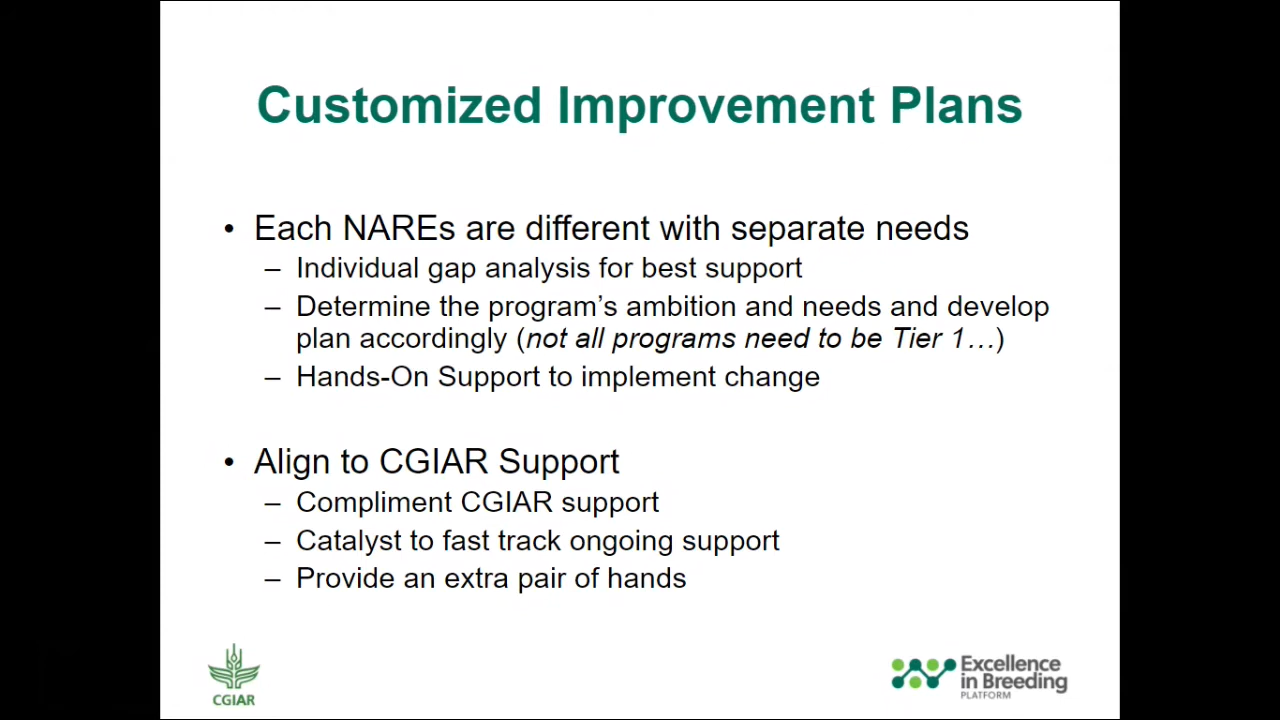 Customized Improvement Plans
• Each NAREs are different with separate needs
– Individual gap analysis for best support
– Determine the program’s ambition and needs and develop
plan accordingly (not all programs need to be Tier 1…)
– Hands-On Support to implement change
• Align to CGIAR Support
– Compliment CGIAR support
– Catalyst to fast track ongoing support
– Provide an extra pair of hands
CGIAR
Excellence
in Breeding
PLATFORM